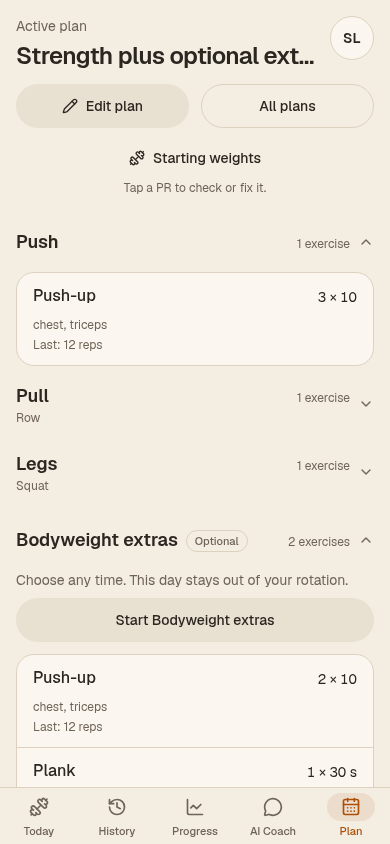 Active plan
Strength plus optional ext...
SL
Edit plan
All plans
Starting weights
Tap a PR to check or fix it.
Push
1 exercise
Push-up
3 × 10
chest, triceps
Last: 12 reps
Pull
1 exercise
Row
Legs
1 exercise
Squat
Bodyweight extras
Optional
2 exercises
Choose any time. This day stays out of your rotation.
Start Bodyweight extras
Push-up
2 × 10
chest, triceps
Last: 12 reps
Plank
1 × 30 s
Today
History
Progress
AI Coach
Plan